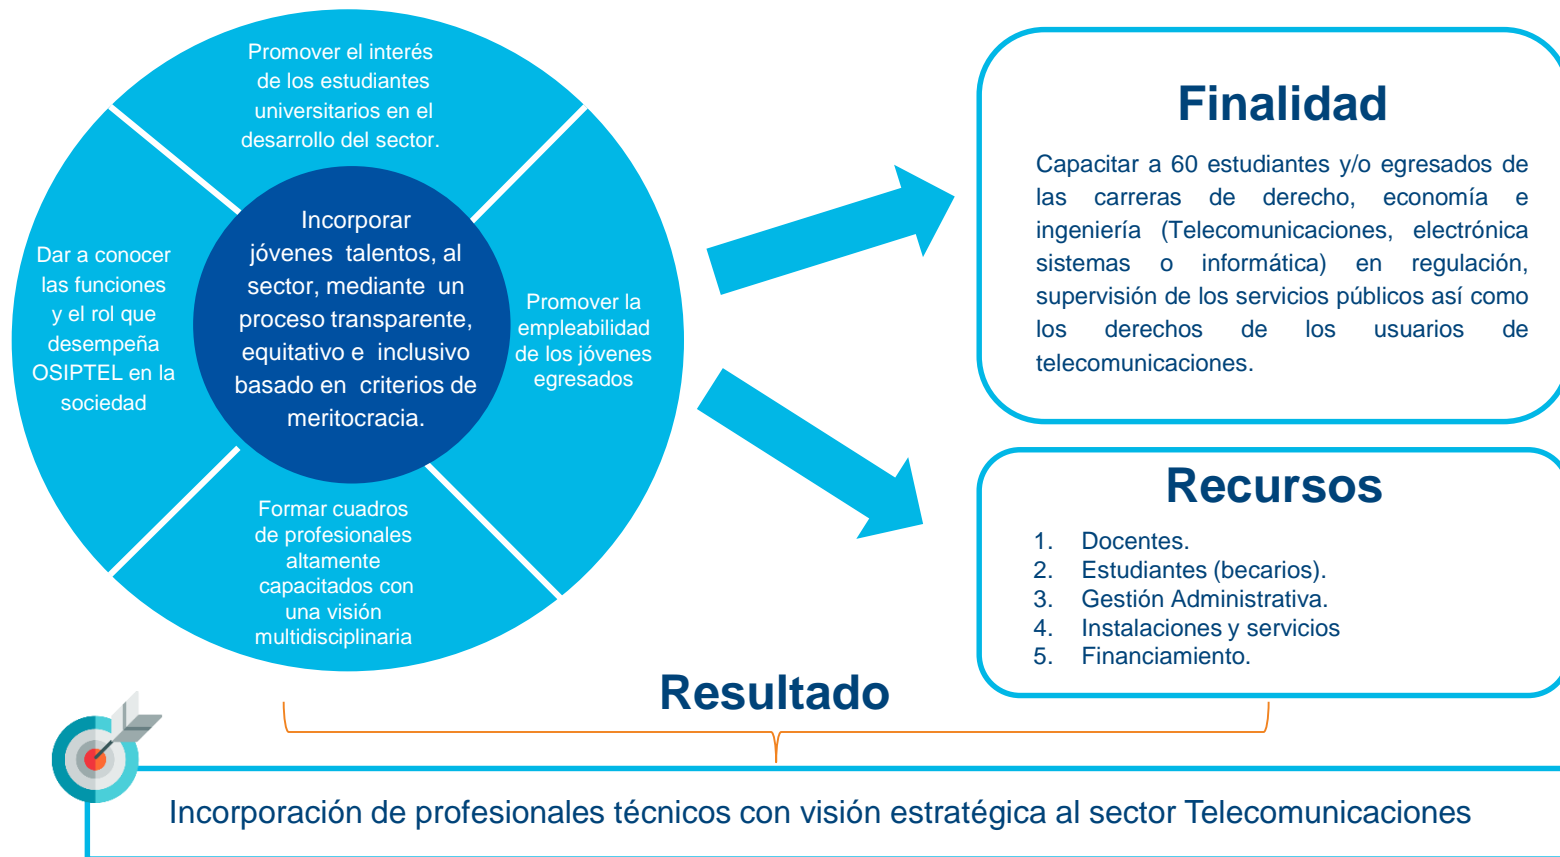 Promover el interés
de los estudiantes
universitarios en el
desarrollo del sector.
Dar a conocer
las funciones
y el rol que
desempeña
OSIPTEL en la
sociedad
Incorporar
jóvenes talentos, al
sector, mediante un
proceso transparente,
equitativo e inclusivo
basado en criterios de
meritocracia.
Promover la
empleabilidad
de los jóvenes
egresados
Formar cuadros
de profesionales
altamente
capacitados con
una visión
multidisciplinaria
Finalidad
Capacitar a 60 estudiantes y/o egresados de
las carreras de derecho, economía e
ingeniería (Telecomunicaciones, electrónica
sistemas o informática) en regulación,
supervisión de los servicios públicos así como
los derechos de los usuarios de
telecomunicaciones.
Recursos
1. Docentes.
2. Estudiantes (becarios).
3. Gestión Administrativa.
4. Instalaciones y servicios
5. Financiamiento.
Resultado
Incorporación de profesionales técnicos con visión estratégica al sector Telecomunicaciones